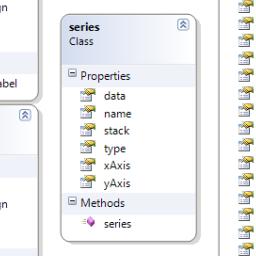 gn
series
Class
Properties
abel
data
name
stack
type
xAxis
gn
yAxis
Methods
series